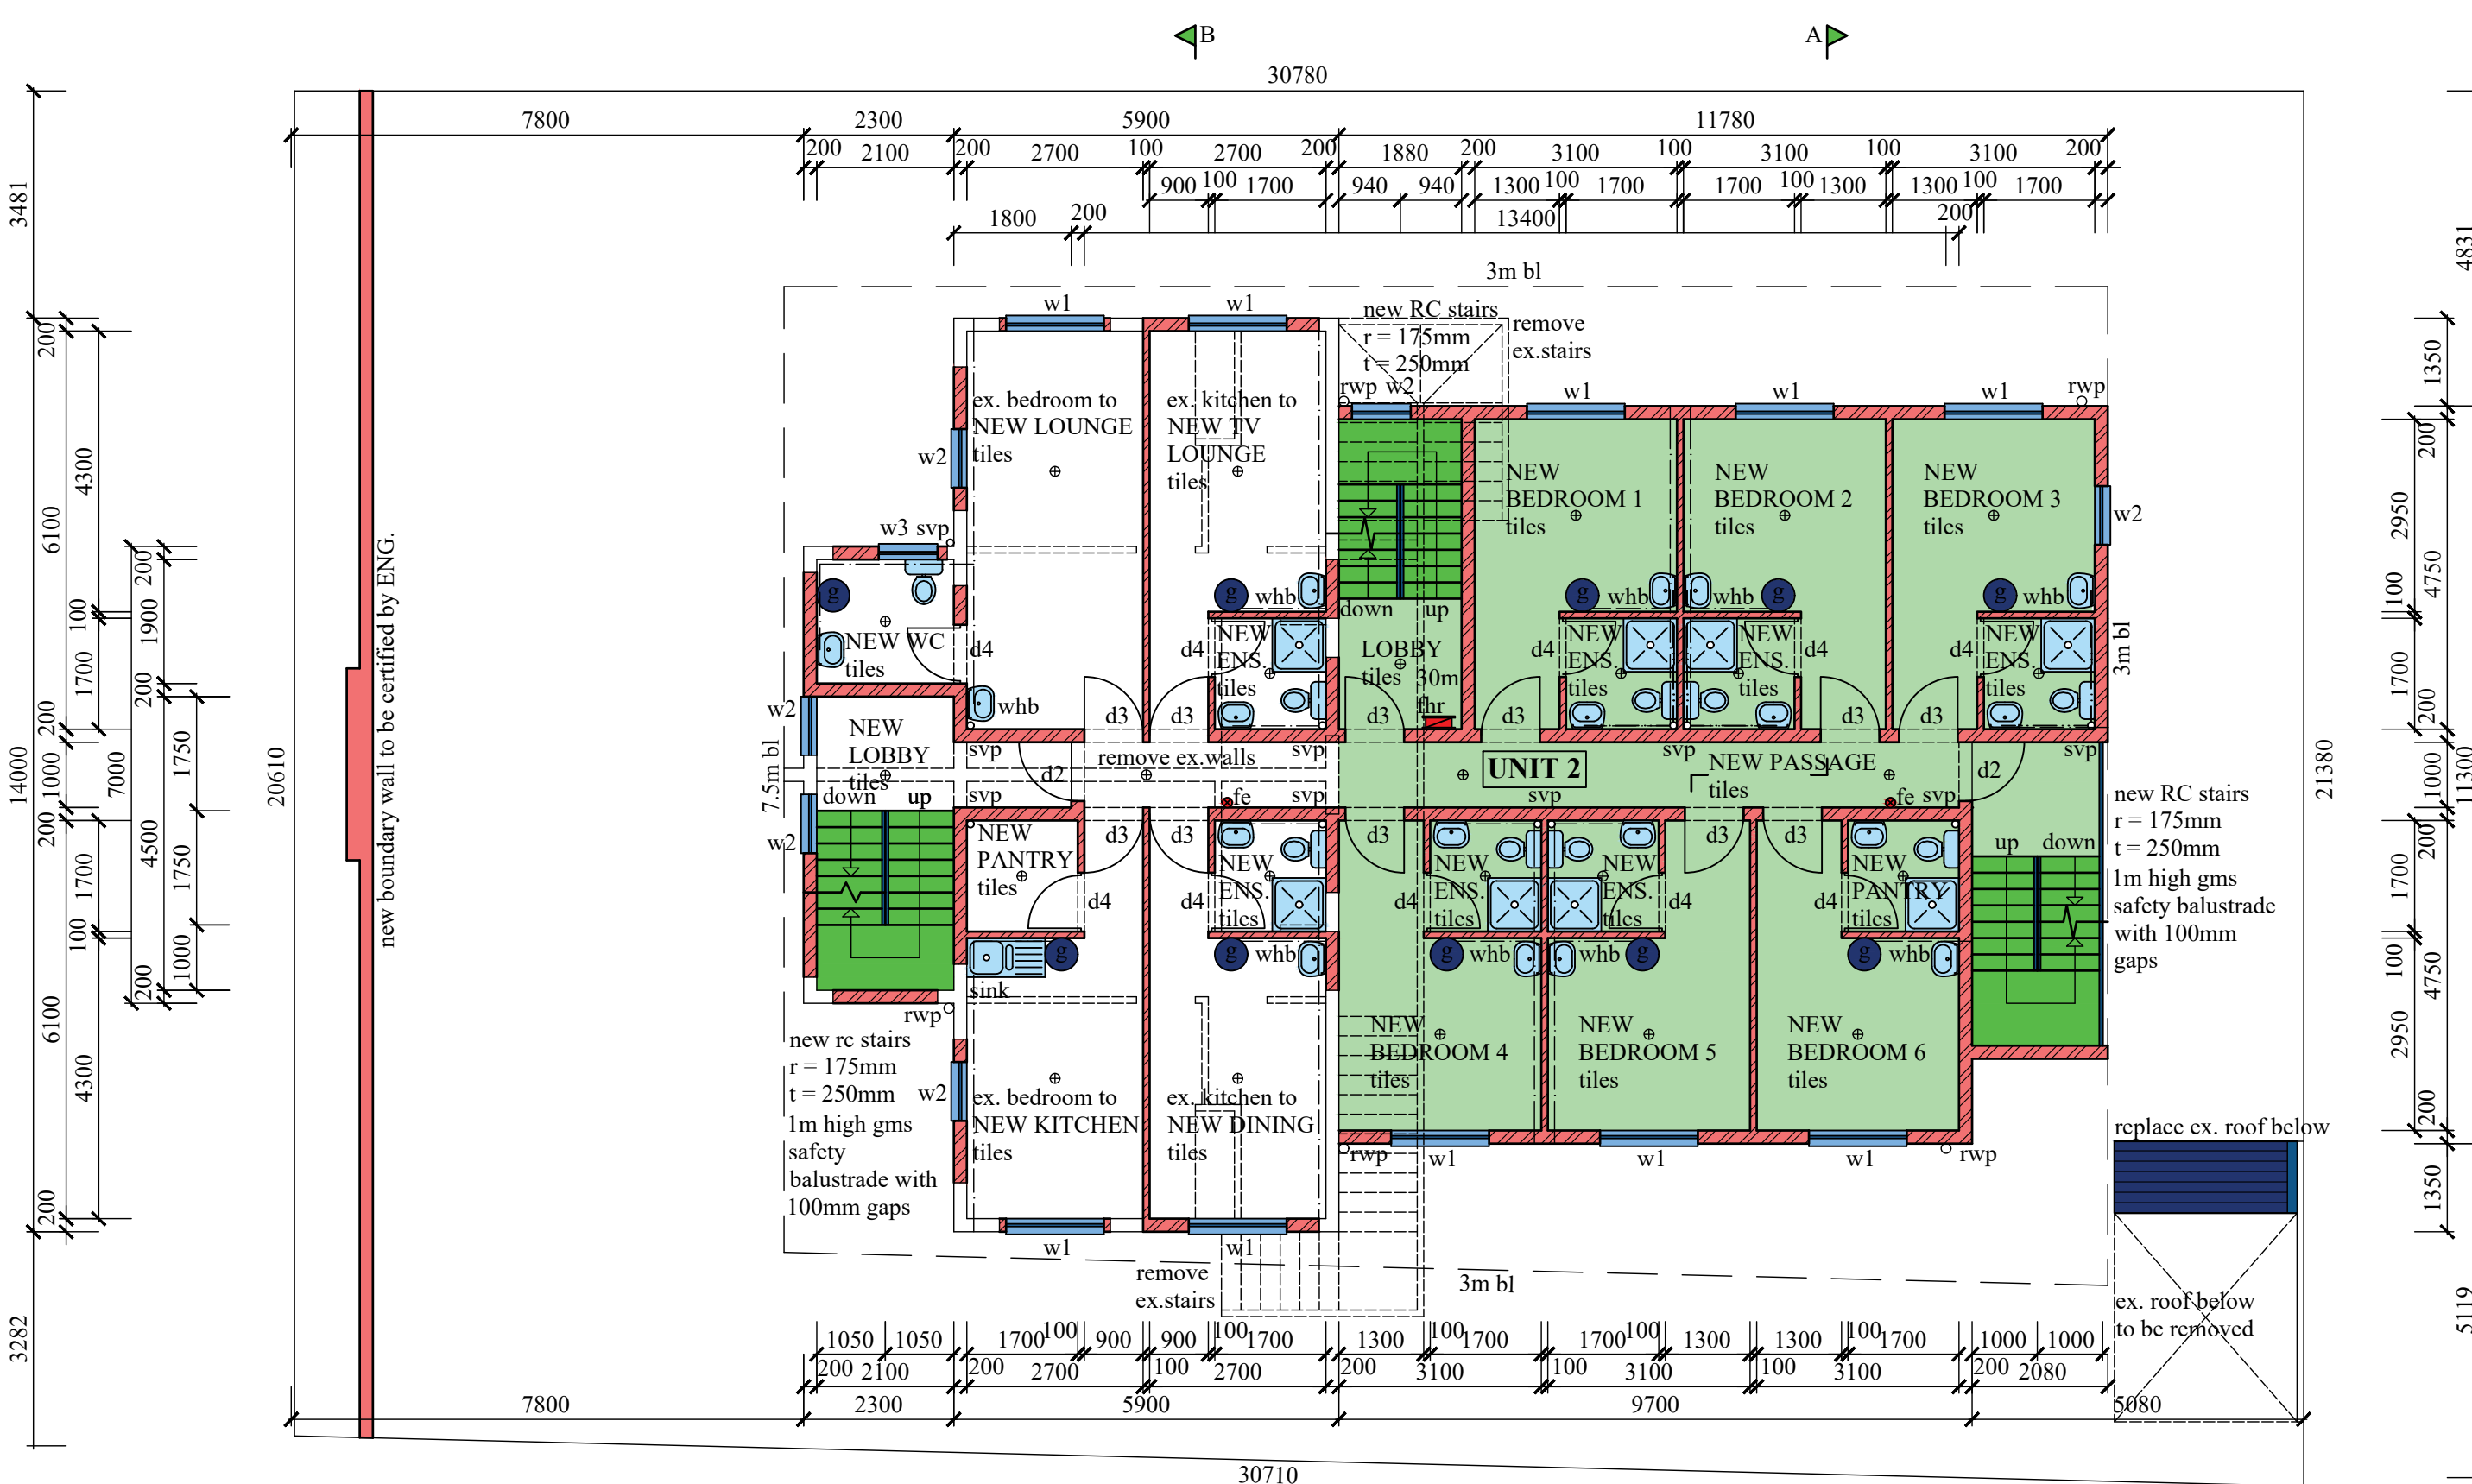 B
A
30780
7800
2300
5900
11780
200
2100
200
2700
100
2700
200
1880
200
3100
100
3100
100
3100
200
900
100
1700
940
940
1300
100
1700
1700
100
1300
1300
100
1700
1800
200
13400
200
3m bl
3481
200
4300
6100
100
1700
200
14000
1000
7000
200
1700
100
4300
6100
200
3282
200
1900
200
1750
4500
1750
1000
200
20610
new boundary wall to be certified by ENG.
7.5m bl
w1
w1
new RC stairs
r = 175mm
t = 250mm
remove
ex.stairs
rwp w2
w1
w1
w1
rwp
ex. bedroom to
NEW LOUNGE
tiles
ex. kitchen to
NEW TV
LOUNGE
tiles
w2
w3 svp
NEW
BEDROOM 1
tiles
NEW
BEDROOM 2
tiles
NEW
BEDROOM 3
tiles
w2
g
g
whb
down
up
g
whb
whb
g
g
whb
NEW WC
tiles
d4
whb
d4
NEW
ENS.
tiles
LOBBY
tiles
30m
fhr
d4
NEW
ENS.
tiles
NEW
ENS.
tiles
d4
d4
NEW
ENS.
tiles
3m bl
w2
NEW
LOBBY
tiles
d3
d3
d3
d3
d3
d3
svp
svp
svp
svp
d2
remove ex.walls
UNIT 2
NEW PASSAGE
tiles
d2
svp
fe
svp
svp
fe svp
down
up
w2
NEW
PANTRY
tiles
d3
d3
d3
d3
d3
d4
d4
NEW
ENS.
tiles
d4
NEW
ENS.
tiles
NEW
ENS.
tiles
d4
d4
NEW
PANTRY
tiles
up
down
new RC stairs
r = 175mm
t = 250mm
1m high gms
safety balustrade
with 100mm
gaps
sink
g
g
whb
g
whb
whb
g
g
whb
rwp
new rc stairs
r = 175mm
t = 250mm
1m high gms
safety
balustrade with
100mm gaps
w2
ex. bedroom to
NEW KITCHEN
tiles
ex. kitchen to
NEW DINING
tiles
NEW
BEDROOM 4
tiles
NEW
BEDROOM 5
tiles
NEW
BEDROOM 6
tiles
rwp
w1
w1
w1
rwp
w1
w1
remove
ex.stairs
3m bl
replace ex. roof below
ex. roof below
to be removed
4831
1350
200
2950
100
4750
1700
200
1000
11300
200
1700
100
4750
2950
200
1350
5119
21380
1050
1050
1700
100
900
900
100
1700
1300
100
1700
1700
100
1300
1300
100
1700
1000
1000
200
2100
200
2700
100
2700
200
3100
100
3100
100
3100
200
2080
7800
2300
5900
9700
5080
30710